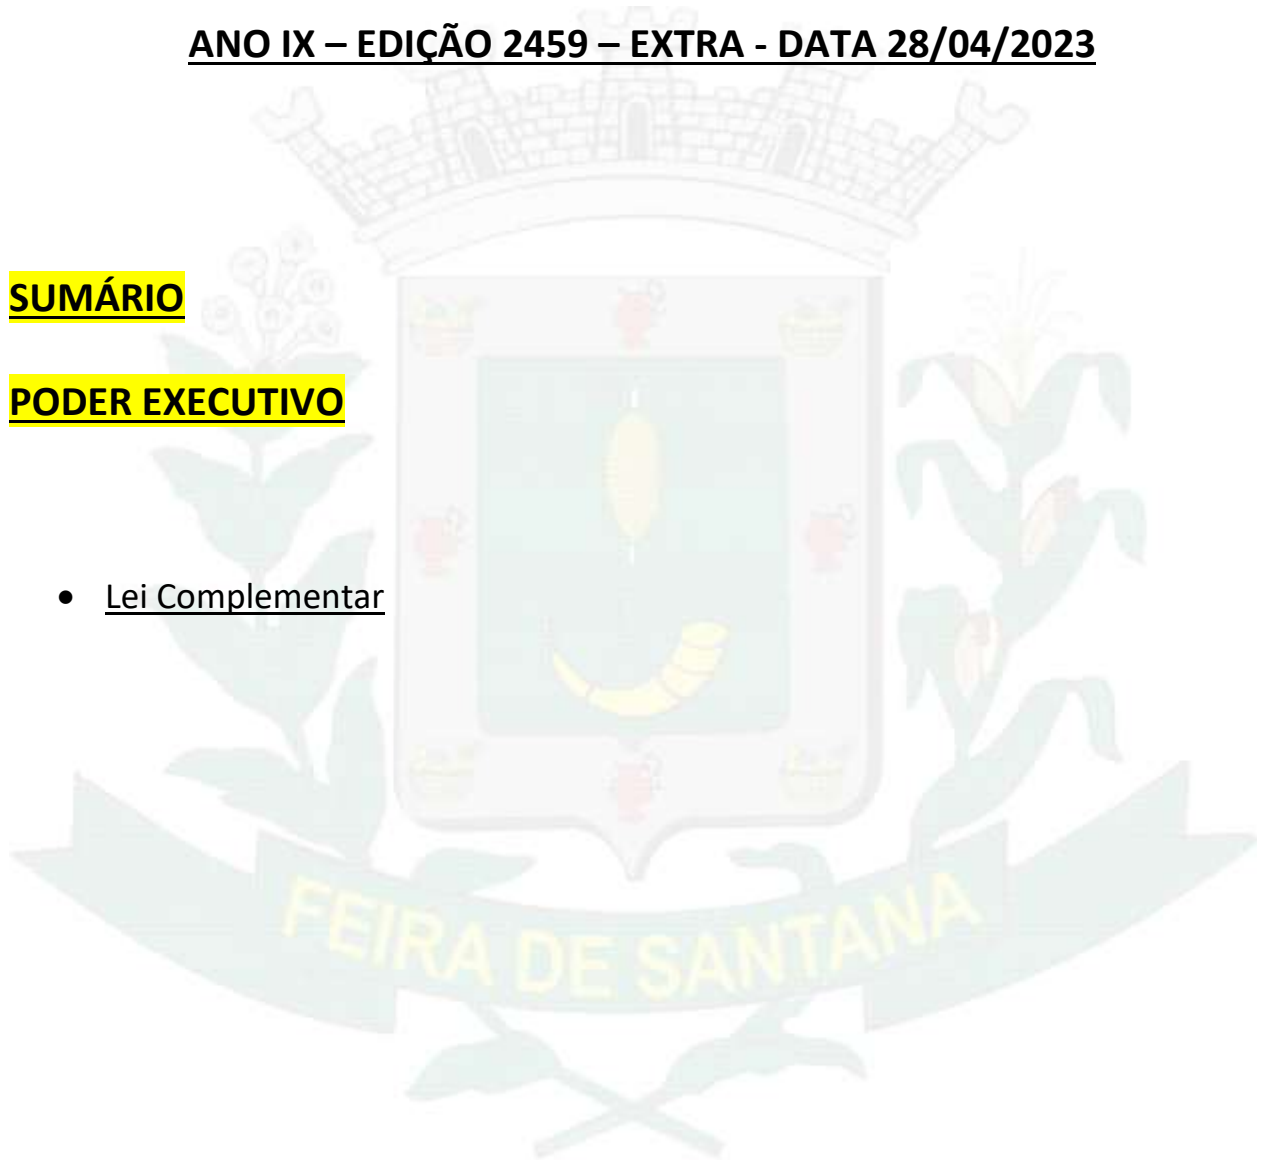 ANO IX – EDIÇÃO 2459 – EXTRA - DATA 28/04/2023
SUMÁRIO
PODER EXECUTIVO
• Lei Complementar
FEIRA DE SANTANA